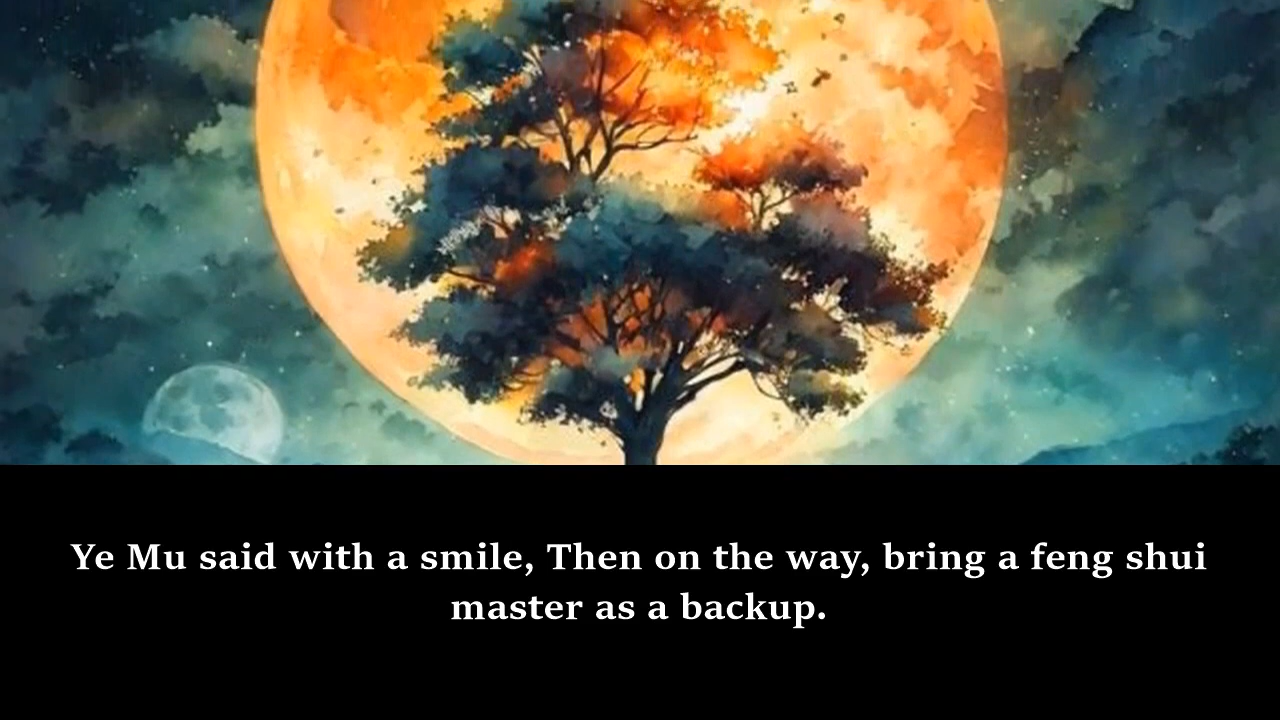 Ye Mu said with a smile, Then on the way, bring a feng shui
master as a backup.